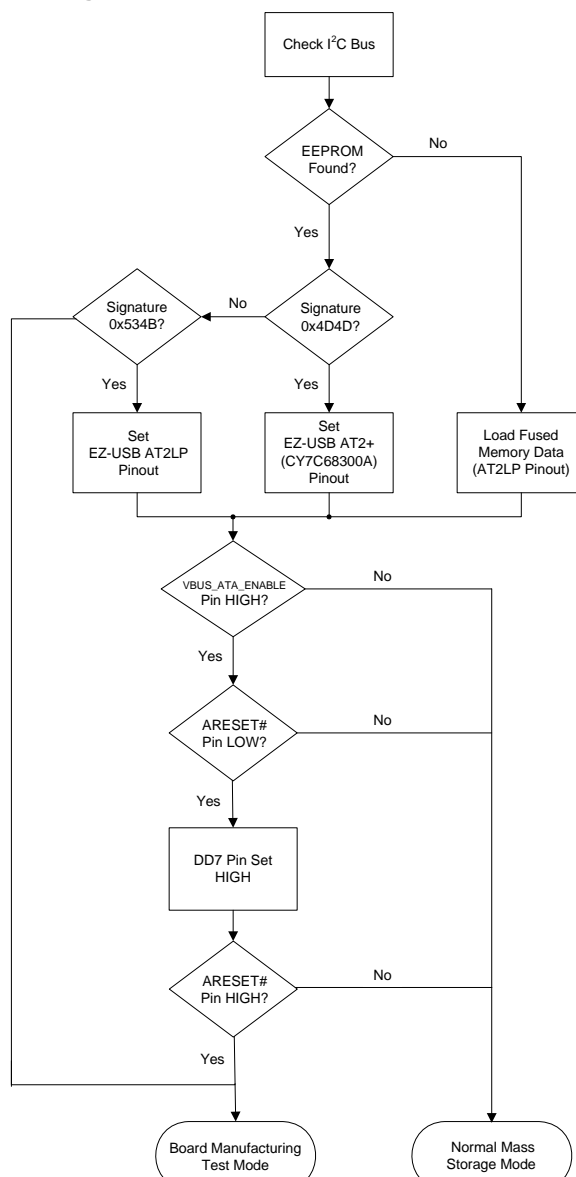 Check I²C Bus
EEPROM
Found?
No
Yes
Signature
0x534B?
No
Signature
0x4D4D?
Yes
Yes
Set
EZ-USB AT2LP
Pinout
Set
EZ-USB AT2+
(CY7C68300A)
Pinout
Load Fused
Memory Data
(AT2LP Pinout)
VBUS_ATA_ENABLE
Pin HIGH?
No
Yes
ARESET#
Pin LOW?
No
Yes
DD7 Pin Set
HIGH
ARESET#
Pin HIGH?
No
Yes
Board Manufacturing
Test Mode
Normal Mass
Storage Mode